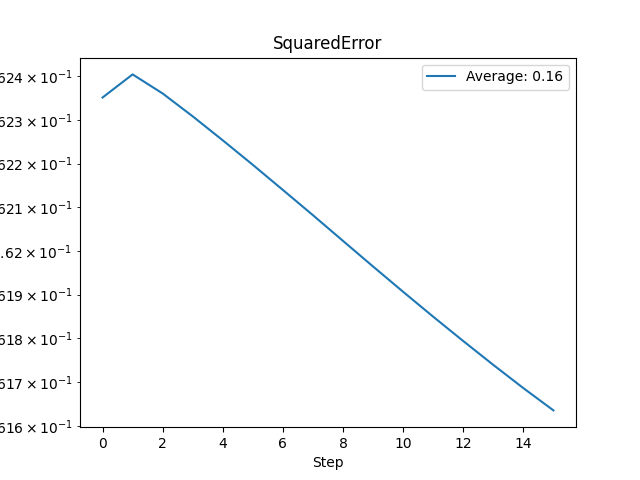 SquaredError
Average: 0.16
624 × 10⁻¹
623 × 10⁻¹
622 × 10⁻¹
621 × 10⁻¹
.62 × 10⁻¹
619 × 10⁻¹
618 × 10⁻¹
617 × 10⁻¹
616 × 10⁻¹
0 2 4 6 8 10 12 14
Step